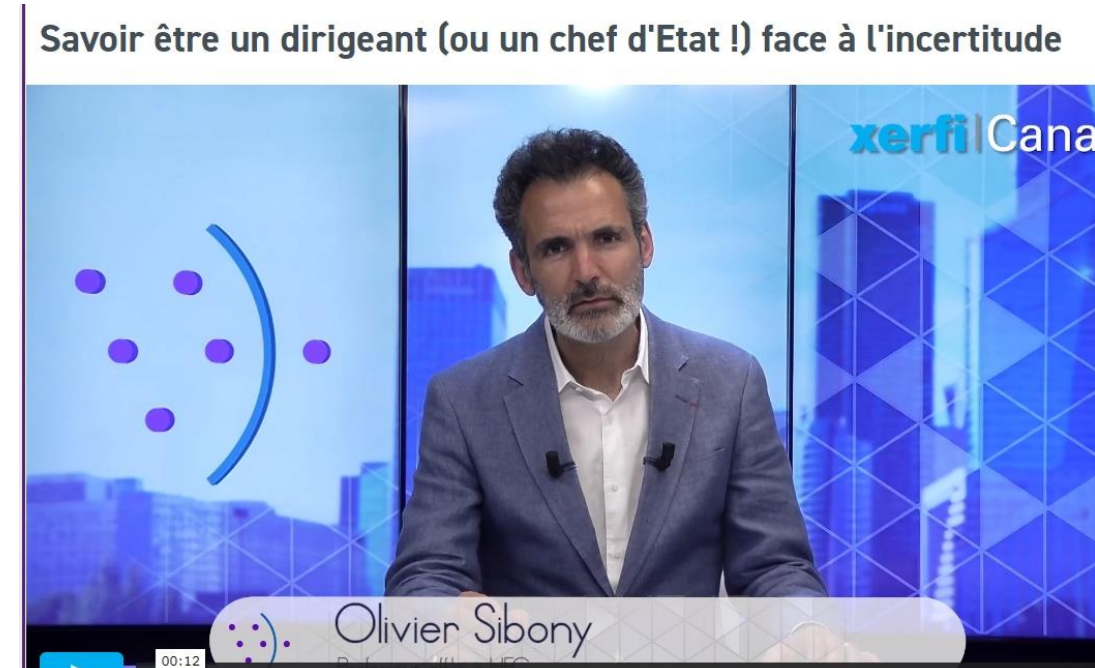 Savoir être un dirigeant (ou un chef d'Etat !) face à l'incertitude
xerfi|Cana
Olivier Sibony
00:12